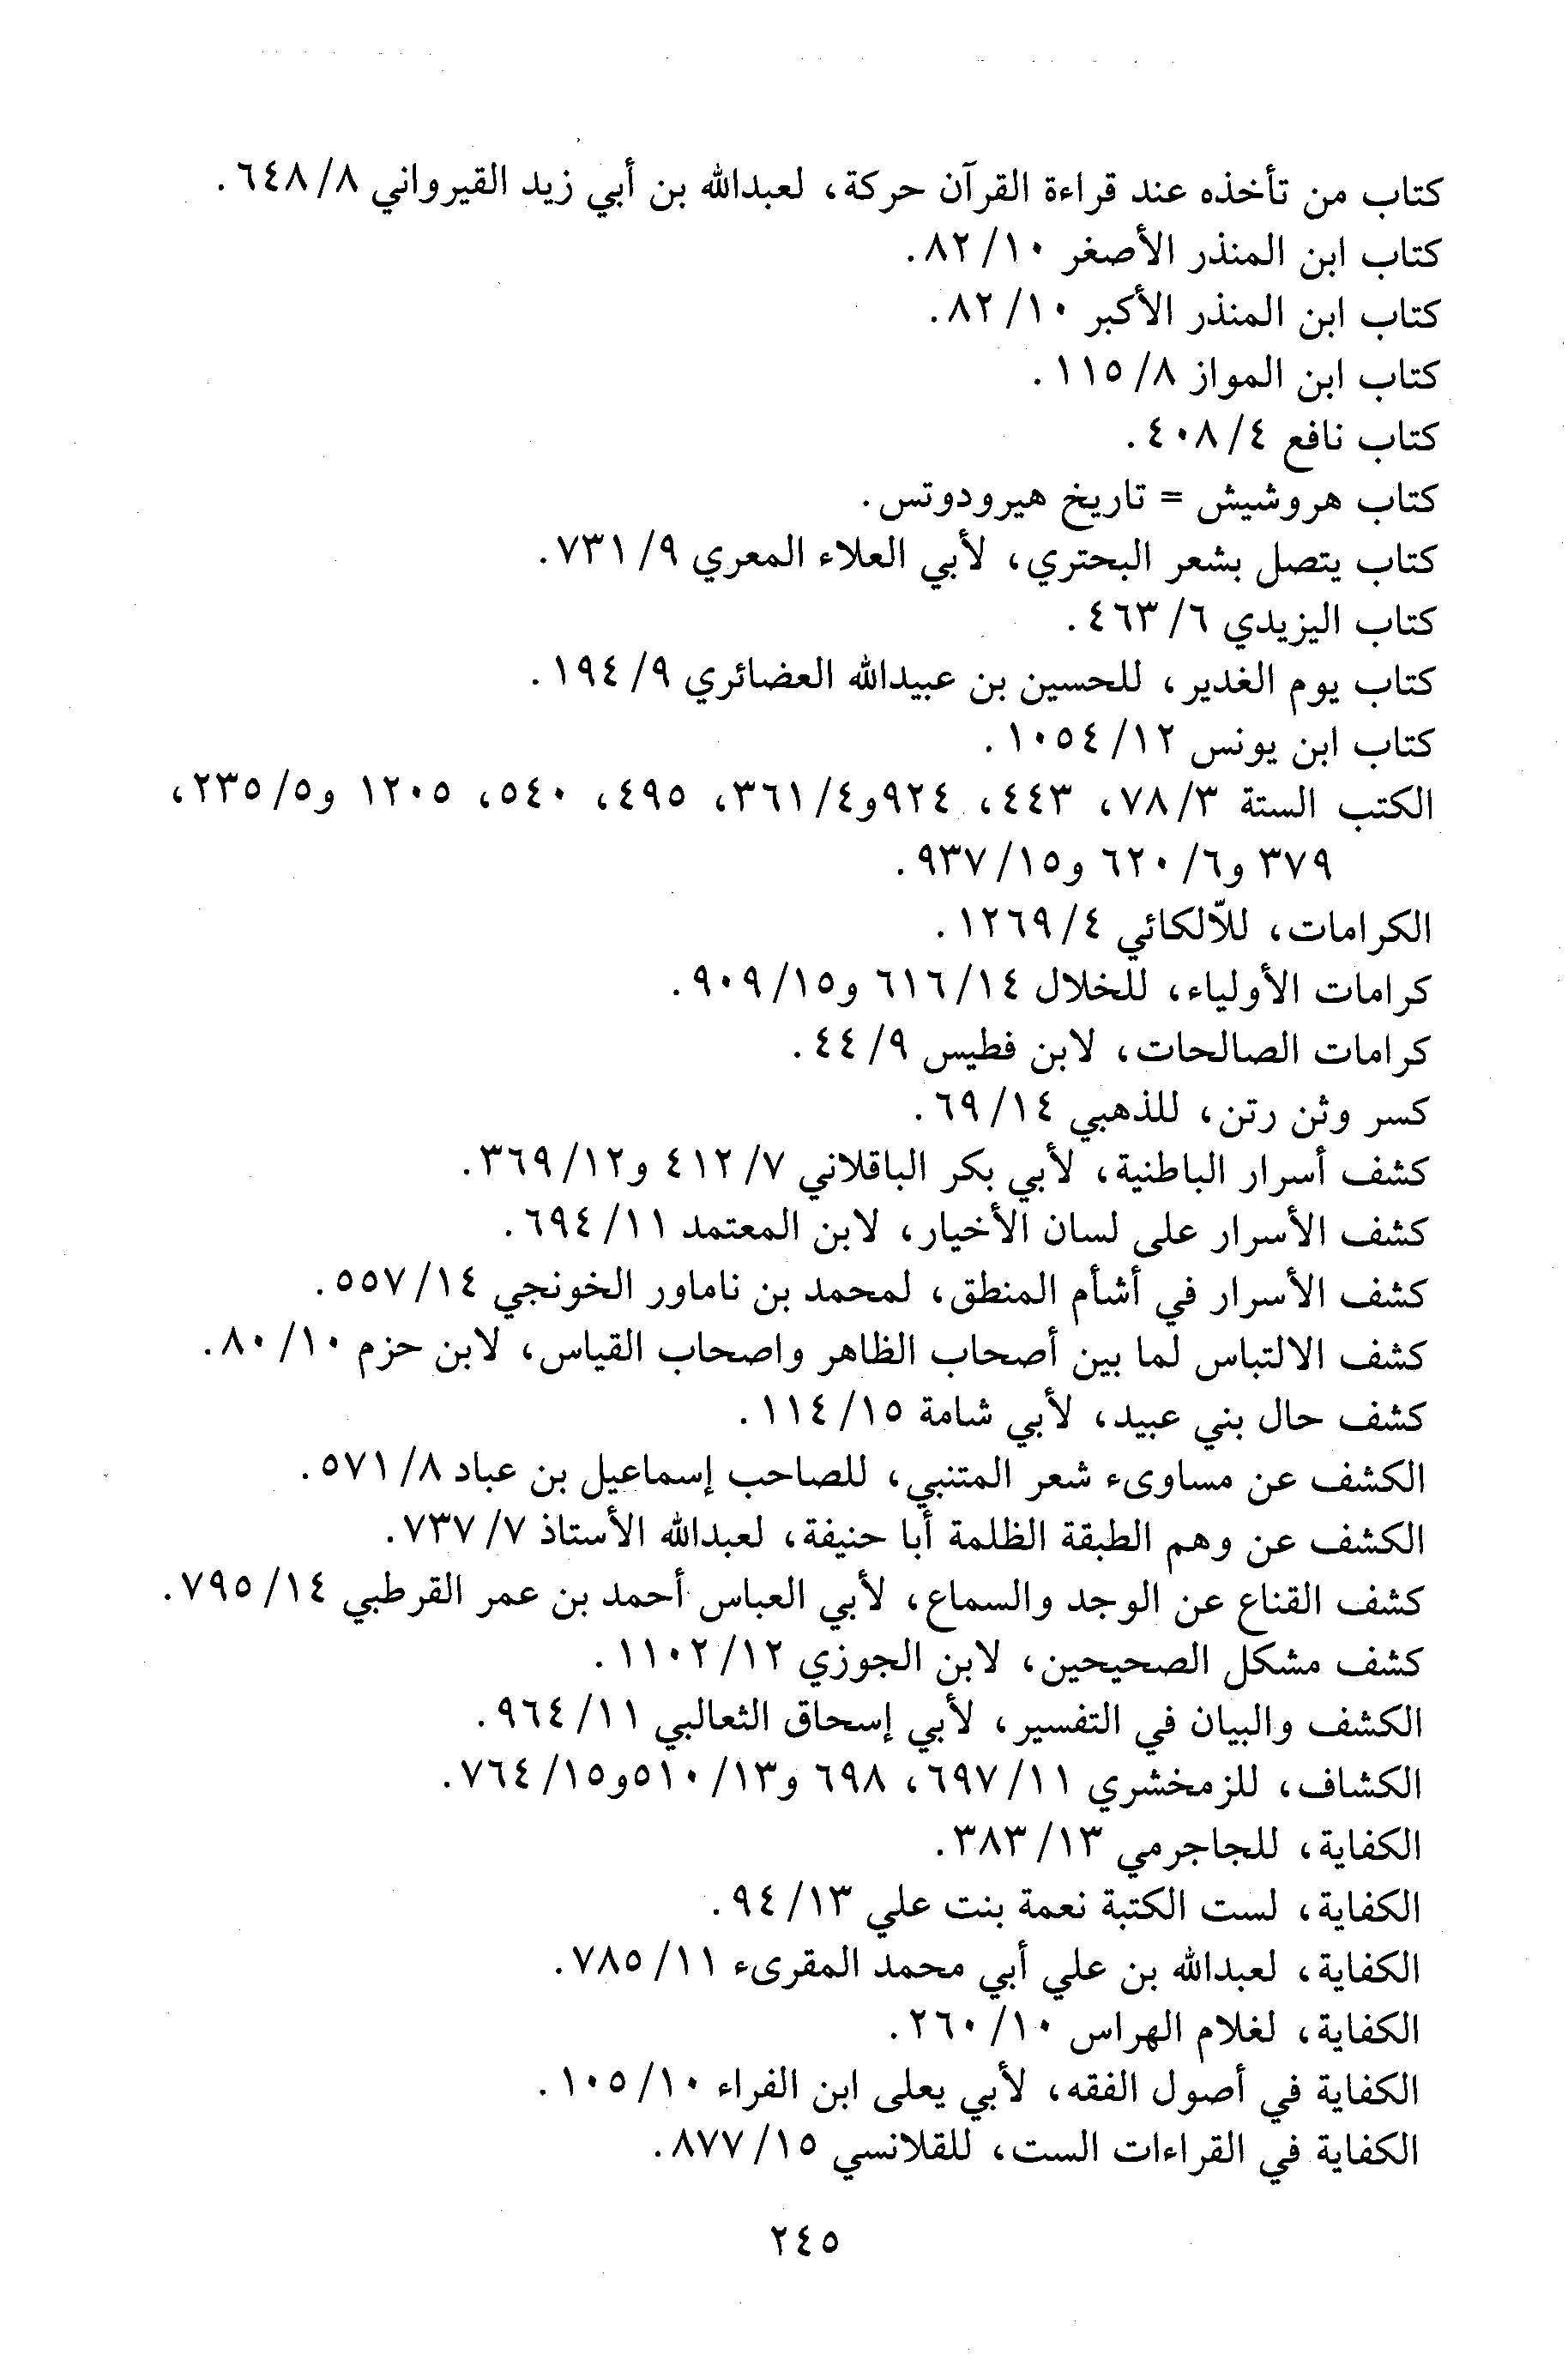 كتاب من تأخذه عند قراءة القرآن حركة، لعبدالله بن أبي زيد القيرواني ٨/ ٦٤٨.
كتاب ابن المنذر الأصغر ١٠/ ٨٢.
كتاب ابن المنذر الأكبر ١٠/ ٨٢.
كتاب ابن المواز ٨/ ١١٥.
كتاب نافع ٤/ ٤٠٨.
كتاب هروشيش = تاريخ هيرودوتس.
كتاب يتصل بشعر البحتري، لأبي العلاء المعري ٩/ ٧٣١.
كتاب اليزيدي ٦/ ٤٦٣.
كتاب يوم الغدير، للحسين بن عبيدالله العضائري ٩/ ١٩٤.
كتاب ابن يونس ١٢/ ١٠٥٤.
الكتب الستة ٣/ ٧٨، ٤٤٣، ٩٢٤ و٤/ ٣٦١، ٤٩٥، ٥٤٠، ١٢٠٥ و٥/ ٢٣٥،
٣٧٩ و٦/ ٦٢٠ و١٥/ ٩٣٧.
الكرامات، للّالكائي ٤/ ١٢٦٩.
كرامات الأولياء، للخلال ١٤/ ٦١٦ و١٥/ ٩٠٩.
كرامات الصالحات، لابن فطيس ٩/ ٤٤.
كسر وثن رتن، للذهبي ١٤/ ٦٩.
كشف أسرار الباطنية، لأبي بكر الباقلاني ٧/ ٤١٢ و١٢/ ٣٦٩.
كشف الأسرار على لسان الأخيار، لابن المعتمد ١١/ ٦٩٤.
كشف الأسرار في أشأم المنطق، لمحمد بن ناماور الخونجي ١٤/ ٥٥٧.
كشف الالتباس لما بين أصحاب الظاهر واصحاب القياس، لابن حزم ١٠/ ٨٠.
كشف حال بني عبيد، لأبي شامة ١٥/ ١١٤.
الكشف عن مساوىء شعر المتنبي، للصاحب إسماعيل بن عباد ٨/ ٥٧١.
الكشف عن وهم الطبقة الظلمة أبا حنيفة، لعبدالله الأستاذ ٧/ ٧٣٧.
كشف القناع عن الوجد والسماع، لأبي العباس أحمد بن عمر القرطبي ١٤/ ٧٩٥.
كشف مشكل الصحيحين، لابن الجوزي ١٢/ ١١٠٢.
الكشف والبيان في التفسير، لأبي إسحاق الثعالبي ١١/ ٩٦٤.
الكشاف، للزمخشري ١١/ ٦٩٧، ٦٩٨ و١٣/ ٥١٠ و١٥/ ٧٦٤.
الكفاية، للجاجرمي ١٣/ ٣٨٣.
الكفاية، لست الكتبة نعمة بنت علي ١٣/ ٩٤.
الكفاية، لعبدالله بن علي أبي محمد المقرىء ١١/ ٧٨٥.
الكفاية، لغلام الهراس ١٠/ ٢٦٠.
الكفاية في أصول الفقه، لأبي يعلى ابن الفراء ١٠/ ١٠٥.
الكفاية في القراءات الست، للقلانسي ١٥/ ٨٧٧.
٢٤٥